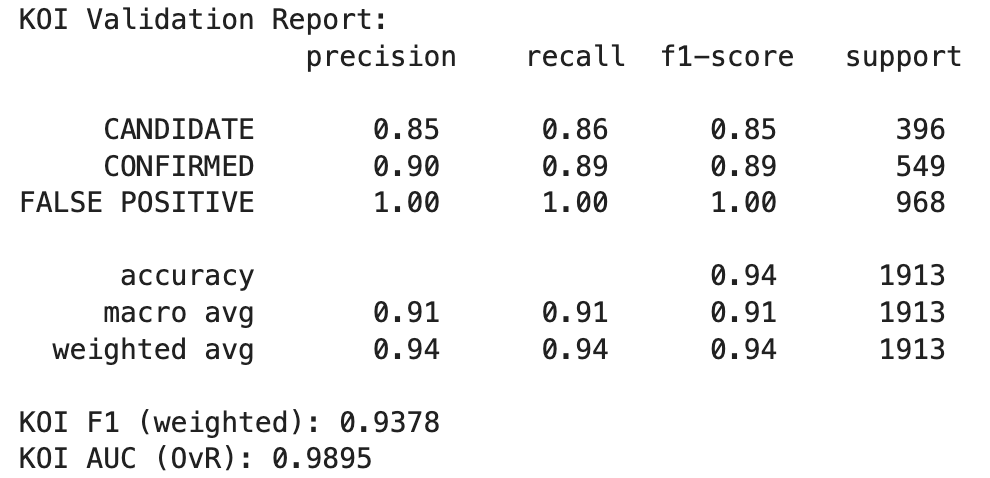 KOI Validation Report:
precision recall f1-score support
CANDIDATE 0.85 0.86 0.85 396
CONFIRMED 0.90 0.89 0.89 549
FALSE POSITIVE 1.00 1.00 1.00 968
accuracy 0.94 1913
macro avg 0.91 0.91 0.91 1913
weighted avg 0.94 0.94 0.94 1913
KOI F1 (weighted): 0.9378
KOI AUC (OvR): 0.9895